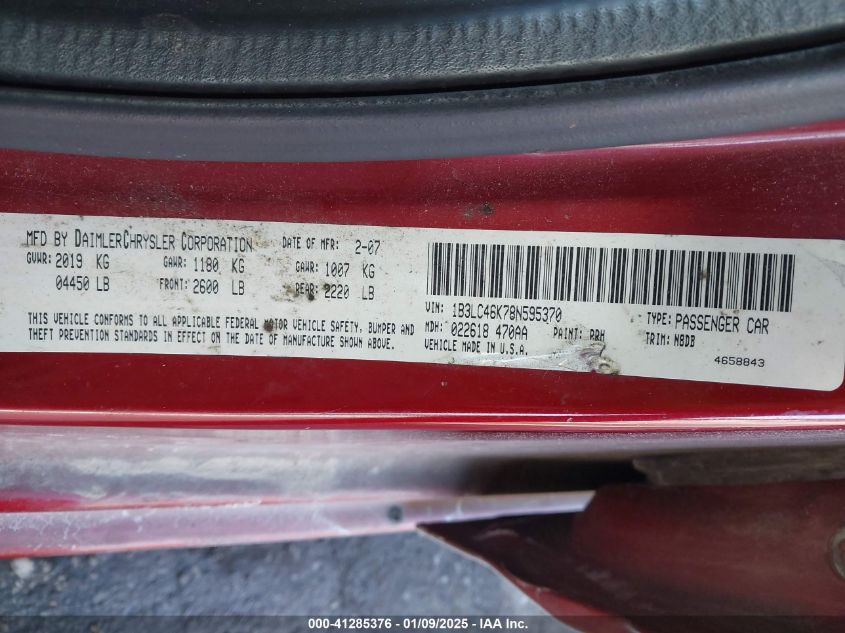 MFD BY DAIMLERCHRYSLER CORPORATION DATE OF MFR: 2-07
GVWR: 2019 KG GAWR: 1180 KG GAWR: 1007 KG
04450 LB FRONT: 2600 LB REAR: 2220 LB
THIS VEHICLE CONFORMS TO ALL APPLICABLE FEDERAL MOTOR VEHICLE SAFETY, BUMPER AND
THEFT PREVENTION STANDARDS IN EFFECT ON THE DATE OF MANUFACTURE SHOWN ABOVE.
VIN: 1B3LC46K78N595370 TYPE: PASSENGER CAR
MDH: 022618 470AA PAINT: PRH TRIM: N8DB
VEHICLE MADE IN U.S.A. 4658843
000-41285376 | 01/09/2025 | IAA Inc.